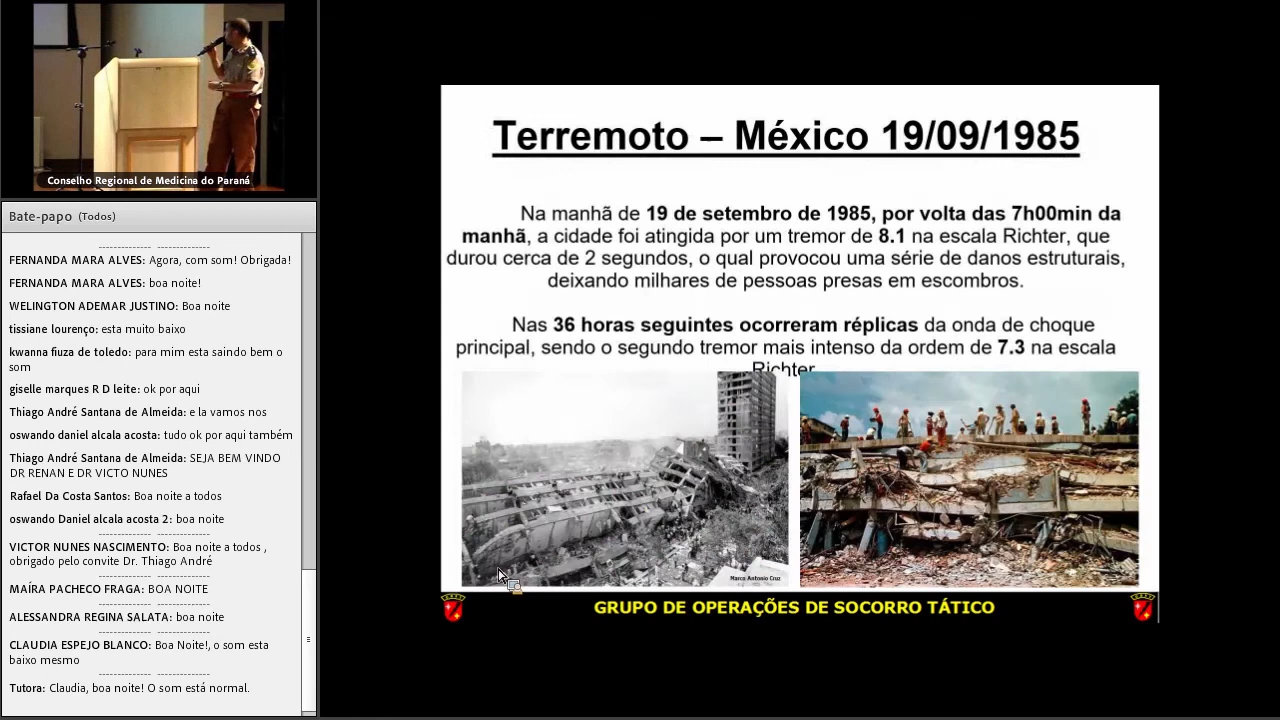 Conselho Regional de Medicina do Paraná
Bate-papo (Todos)
-------------- --------------
FERNANDA MARA ALVES: Agora, com som! Obrigada!
FERNANDA MARA ALVES: boa noite!
WELINGTON ADEMAR JUSTINO: Boa noite
tissiane lourenço: esta muito baixo
kwanna fiuza de toledo: para mim esta saindo bem o
som
giselle marques R D leite: ok por aqui
Thiago André Santana de Almeida: e la vamos nos
oswando daniel alcala acosta: tudo ok por aqui também
Thiago André Santana de Almeida: SEJA BEM VINDO
DR RENAN E DR VICTO NUNES
Rafael Da Costa Santos: Boa noite a todos
oswando Daniel alcala acosta 2: boa noite
-------------- --------------
VICTOR NUNES NASCIMENTO: Boa noite a todos ,
obrigado pelo convite Dr. Thiago André
-------------- --------------
MAÍRA PACHECO FRAGA: BOA NOITE
-------------- --------------
ALESSANDRA REGINA SALATA: boa noite
-------------- --------------
CLAUDIA ESPEJO BLANCO: Boa Noite!, o som esta
baixo mesmo
-------------- --------------
Tutora: Claudia, boa noite! O som está normal.
Terremoto – México 19/09/1985
Na manhã de 19 de setembro de 1985, por volta das 7h00min da
manhã, a cidade foi atingida por um tremor de 8.1 na escala Richter, que
durou cerca de 2 segundos, o qual provocou uma série de danos estruturais,
deixando milhares de pessoas presas em escombros.
Nas 36 horas seguintes ocorreram réplicas da onda de choque
principal, sendo o segundo tremor mais intenso da ordem de 7.3 na escala
Richter
Marco Antonio Cruz
GRUPO DE OPERAÇÕES DE SOCORRO TÁTICO